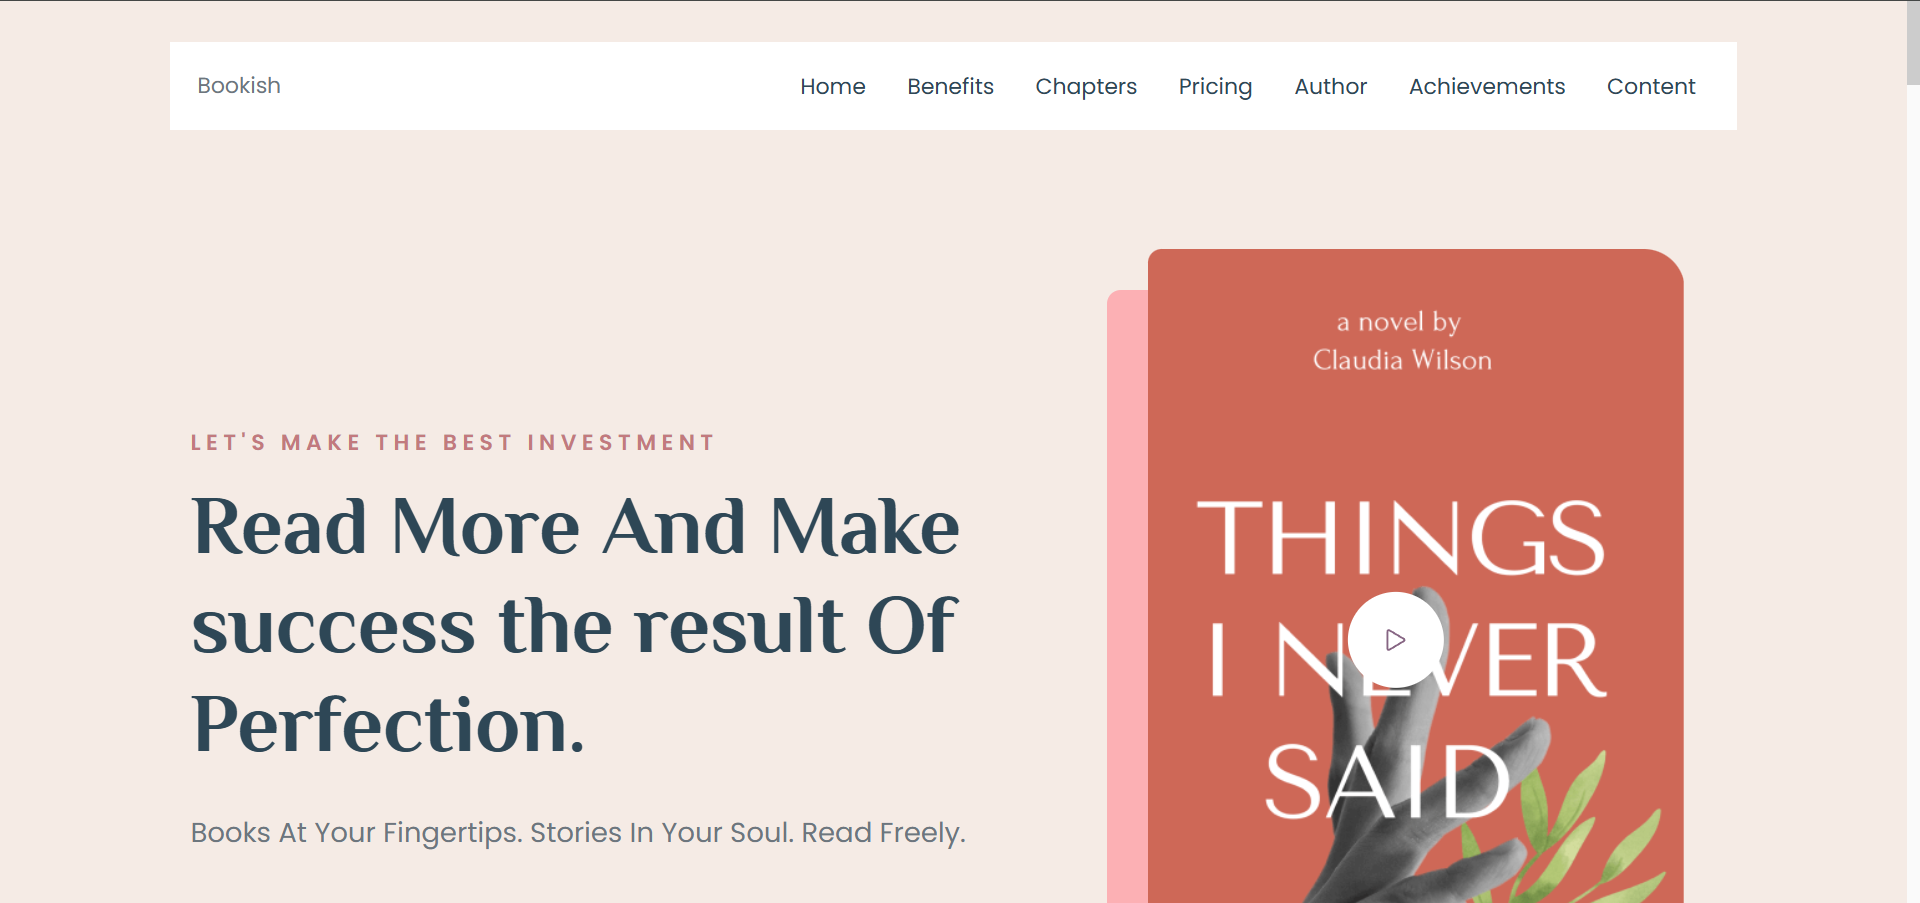 Bookish
Home Benefits Chapters Pricing Author Achievements Content
a novel by
Claudia Wilson
LET'S MAKE THE BEST INVESTMENT
Read More And Make
success the result Of
Perfection.
Books At Your Fingertips. Stories In Your Soul. Read Freely.
THINGS
I NEVER
SAID